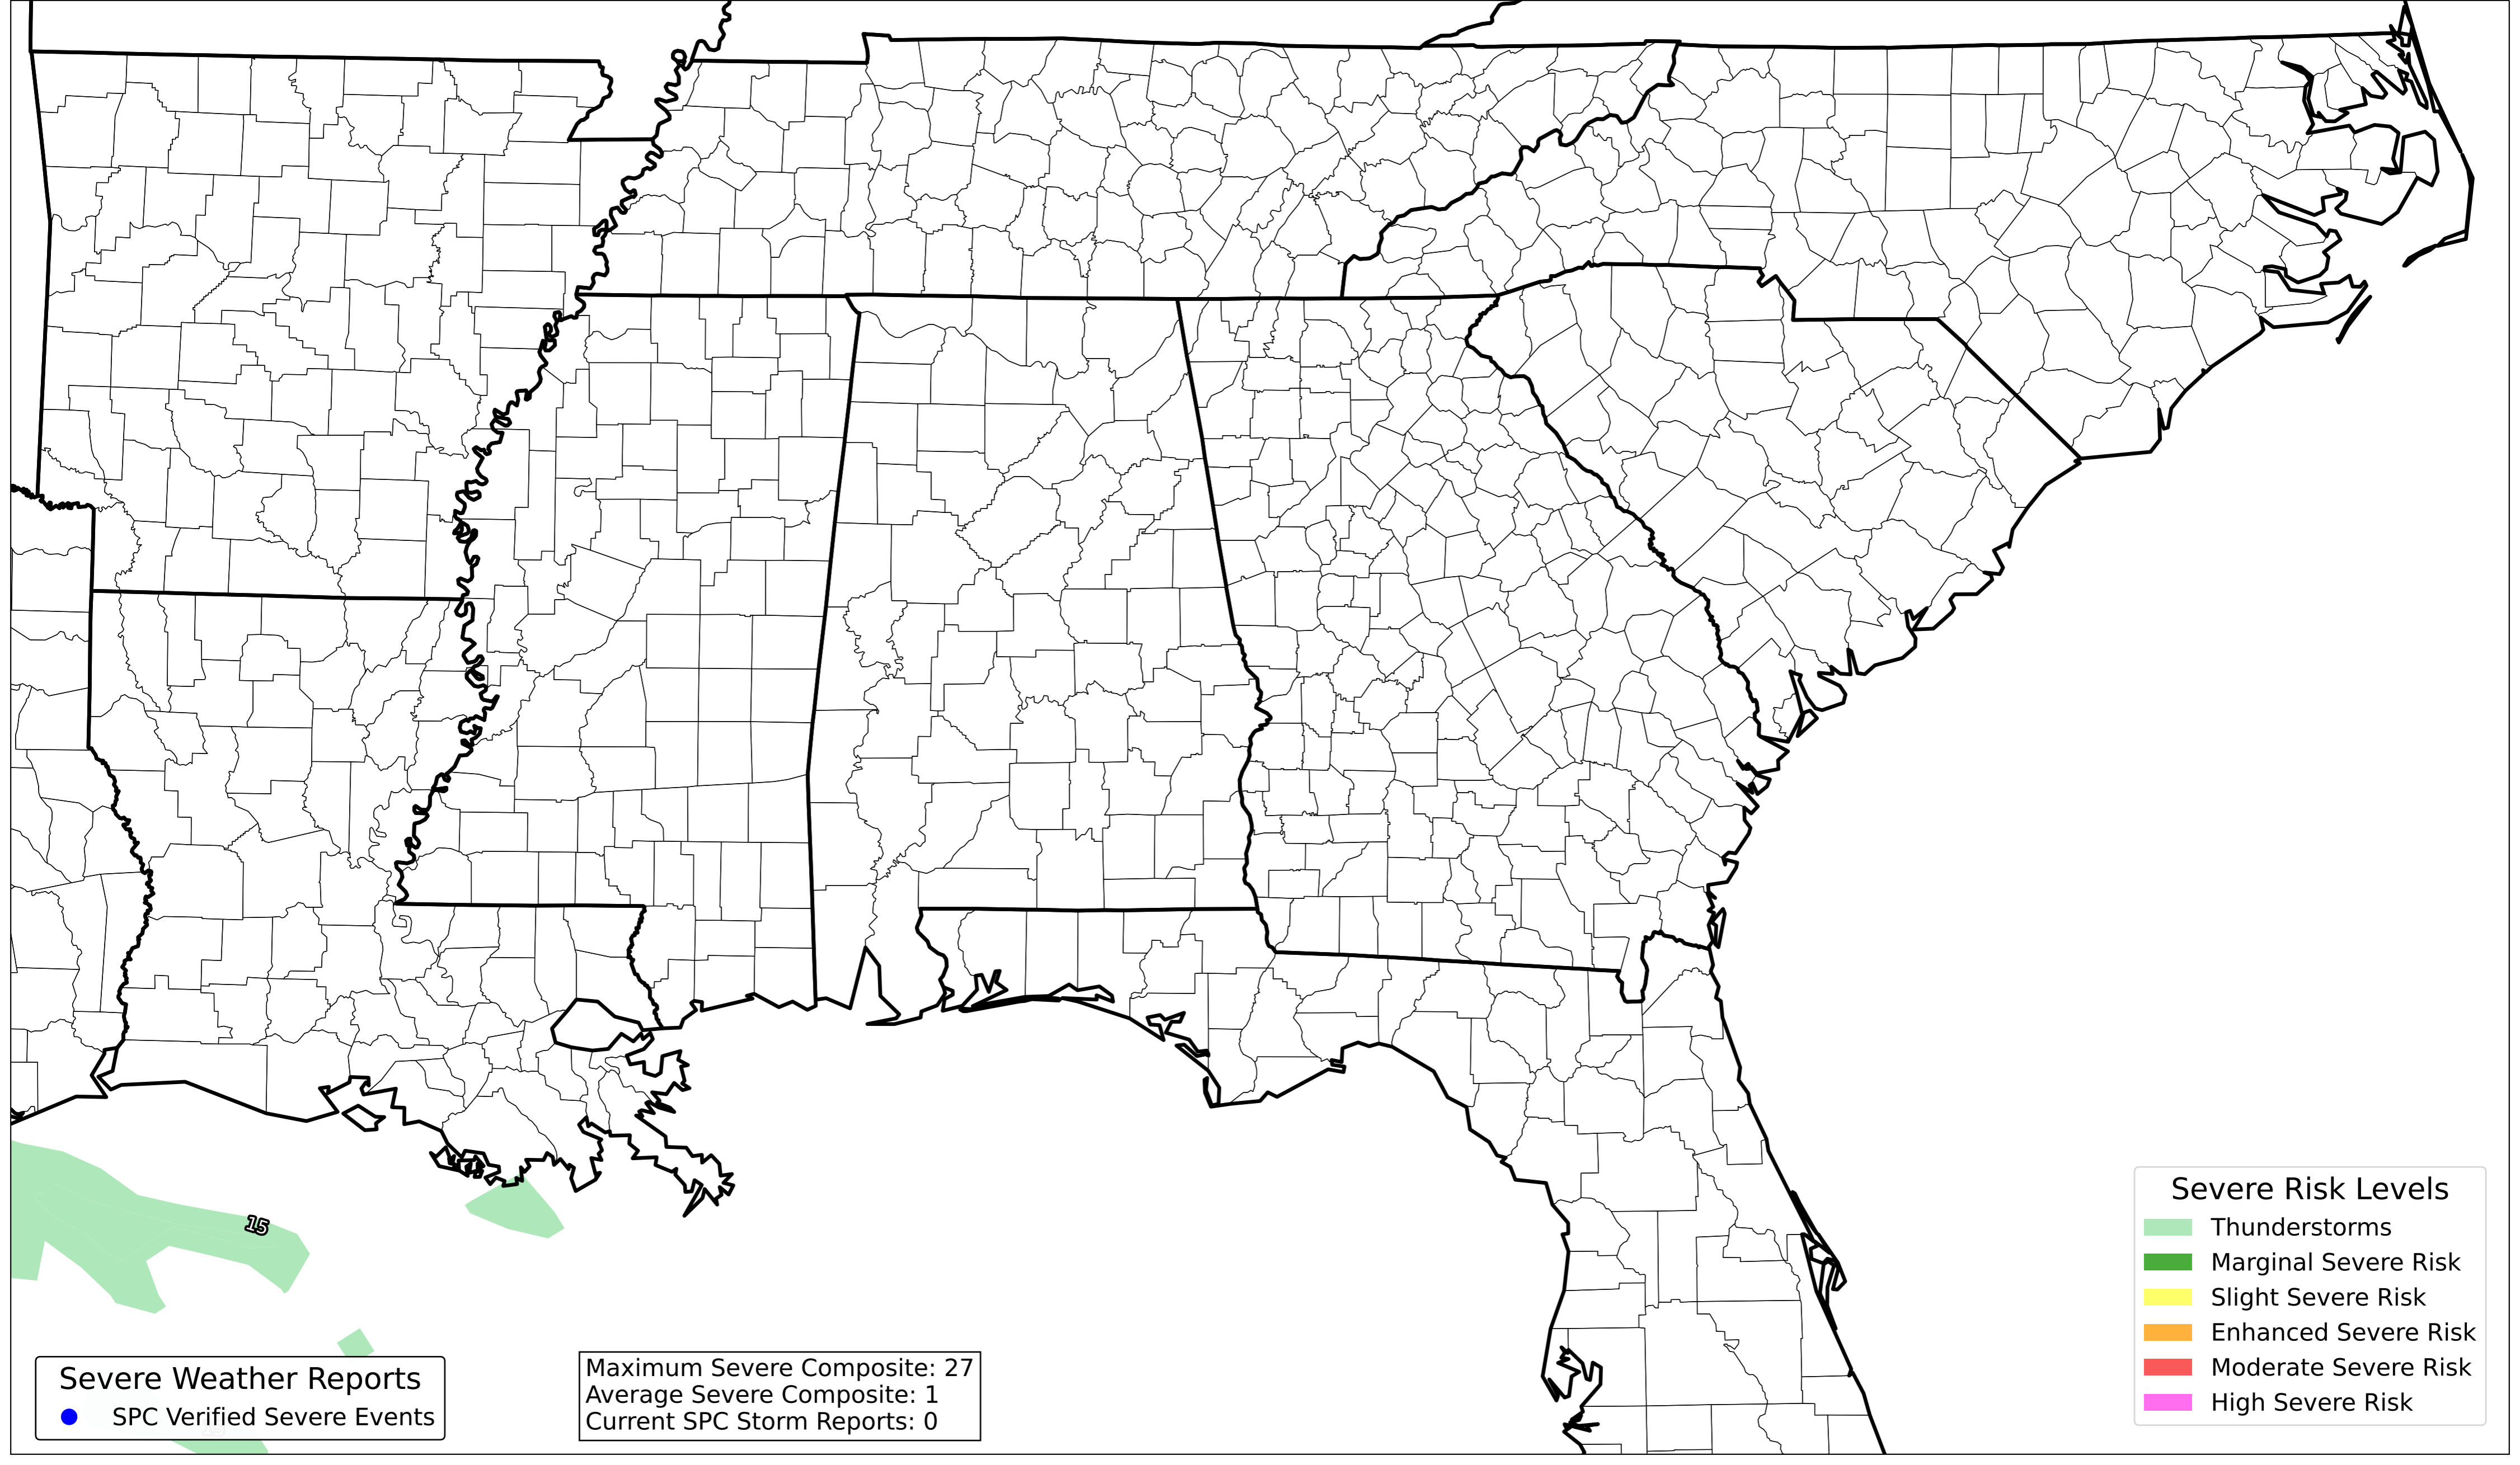 15
Severe Risk Levels
Thunderstorms
Marginal Severe Risk
Slight Severe Risk
Enhanced Severe Risk
Moderate Severe Risk
High Severe Risk
Severe Weather Reports
SPC Verified Severe Events
Maximum Severe Composite: 27
Average Severe Composite: 1
Current SPC Storm Reports: 0